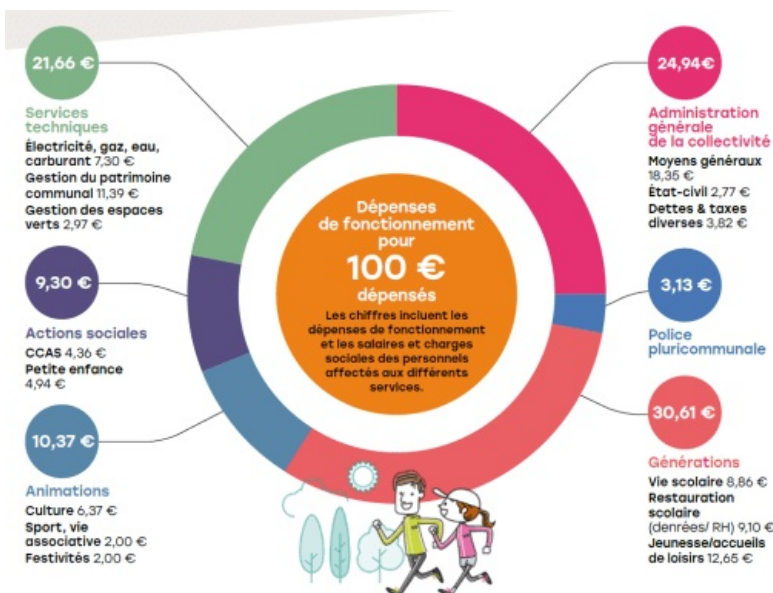 21,66 €
Services
techniques
Électricité, gaz, eau,
carburant 7,30 €
Gestion du patrimoine
communal 11,39 €
Gestion des espaces
verts 2,97 €
9,30 €
Actions sociales
CCAS 4,36 €
Petite enfance
4,94 €
10,37 €
Animations
Culture 6,37 €
Sport, vie
associative 2,00 €
Festivités 2,00 €
Dépenses
de fonctionnement
pour
100 €
dépensés
Les chiffres incluent les
dépenses de fonctionnement
et les salaires et charges
sociales des personnels
affectés aux différents
services.
24,94€
Administration
générale
de la collectivité
Moyens généraux
18,35 €
État-civil 2,77 €
Dettes & taxes
diverses 3,82 €
3,13 €
Police
pluricommunale
30,61 €
Générations
Vie scolaire 8,86 €
Restauration
scolaire
(denrées/ RH) 9,10 €
Jeunesse/accueils
de loisirs 12,65 €